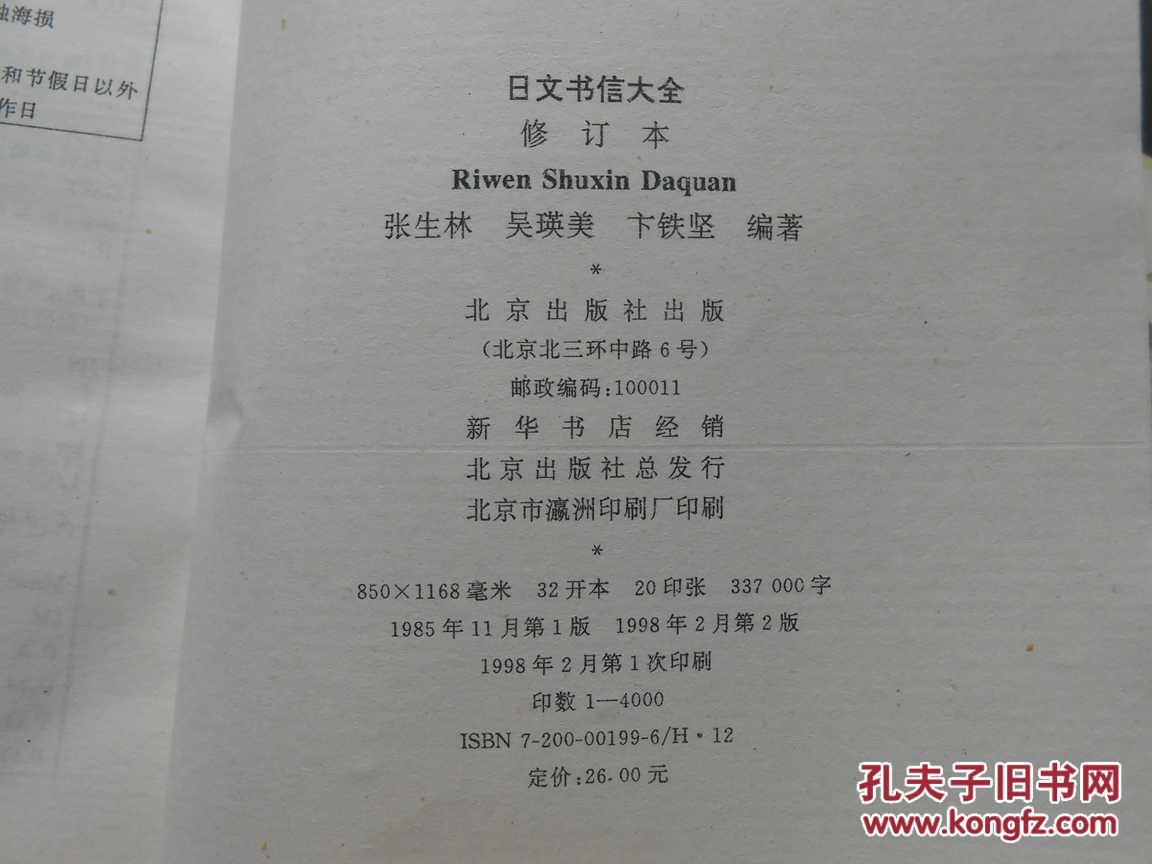 海损
和节假日以外
作日
日文书信大全
修订本
Riwen Shuxin Daquan
张生林 吴瑛美 卞铁坚 编著
*
北京出版社出版
(北京北三环中路6号)
邮政编码:100011
新华书店经销
北京出版社总发行
北京市瀛洲印刷厂印刷
*
850×1168毫米 32开本 20印张 337 000字
1985年11月第1版 1998年2月第2版
1998年2月第1次印刷
印数 1—4000
ISBN 7-200-00199-6/H·12
定价:26.00元
孔夫子旧书网
www.kongfz.com